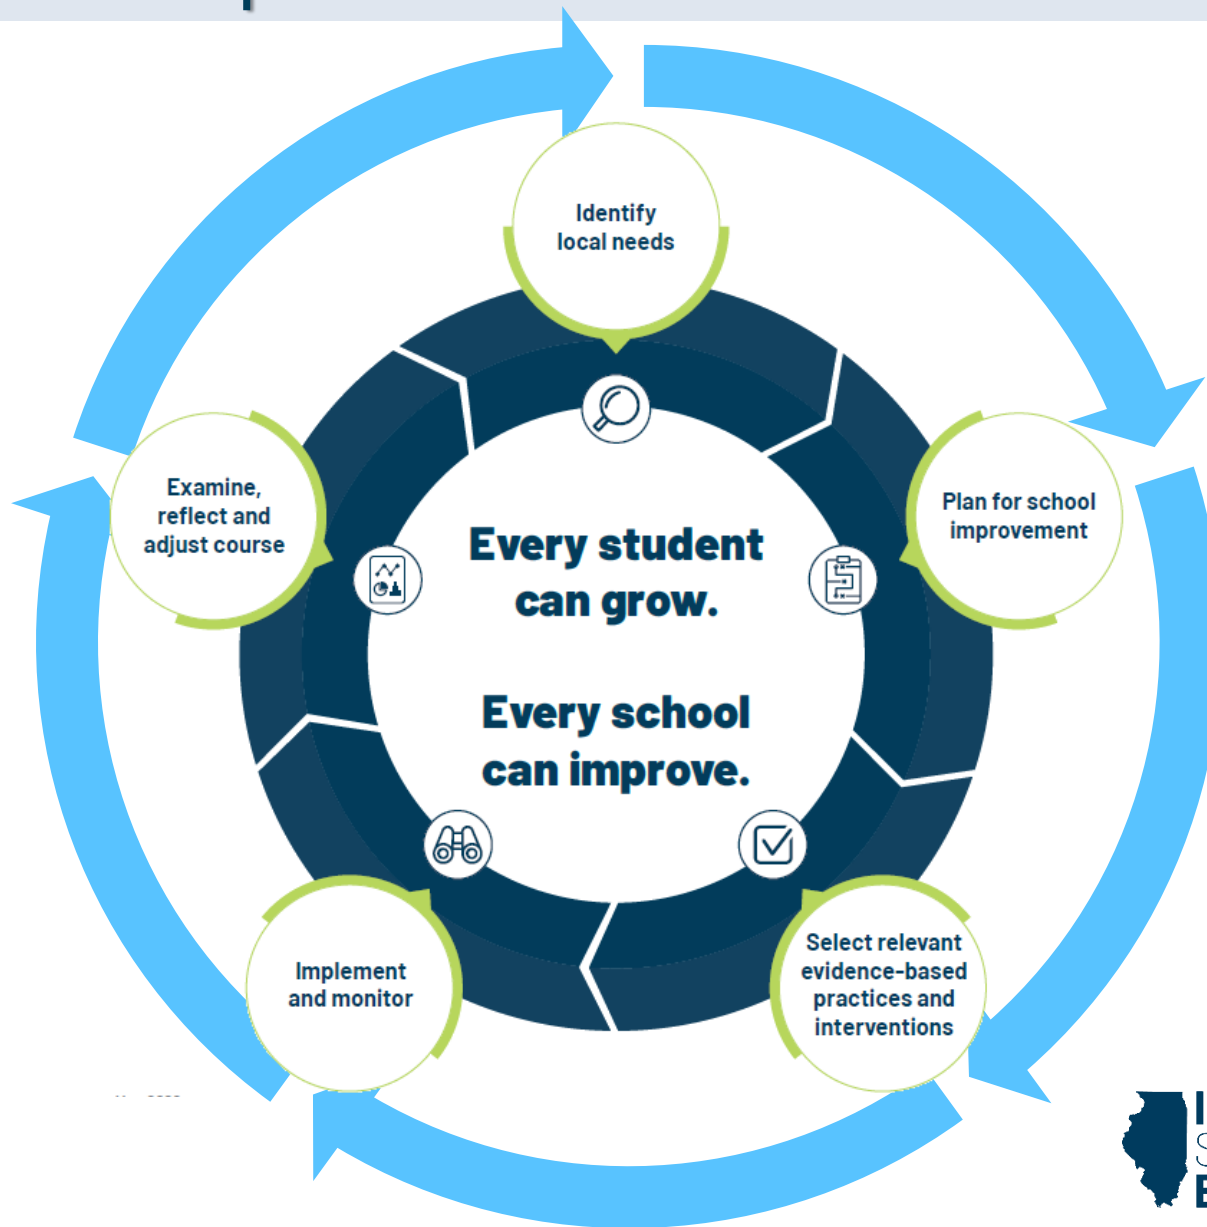 Identify
local needs
Plan for school
improvement
Select relevant
evidence-based
practices and
interventions
Implement
and monitor
Examine,
reflect and
adjust course
Every student
can grow.
Every school
can improve.